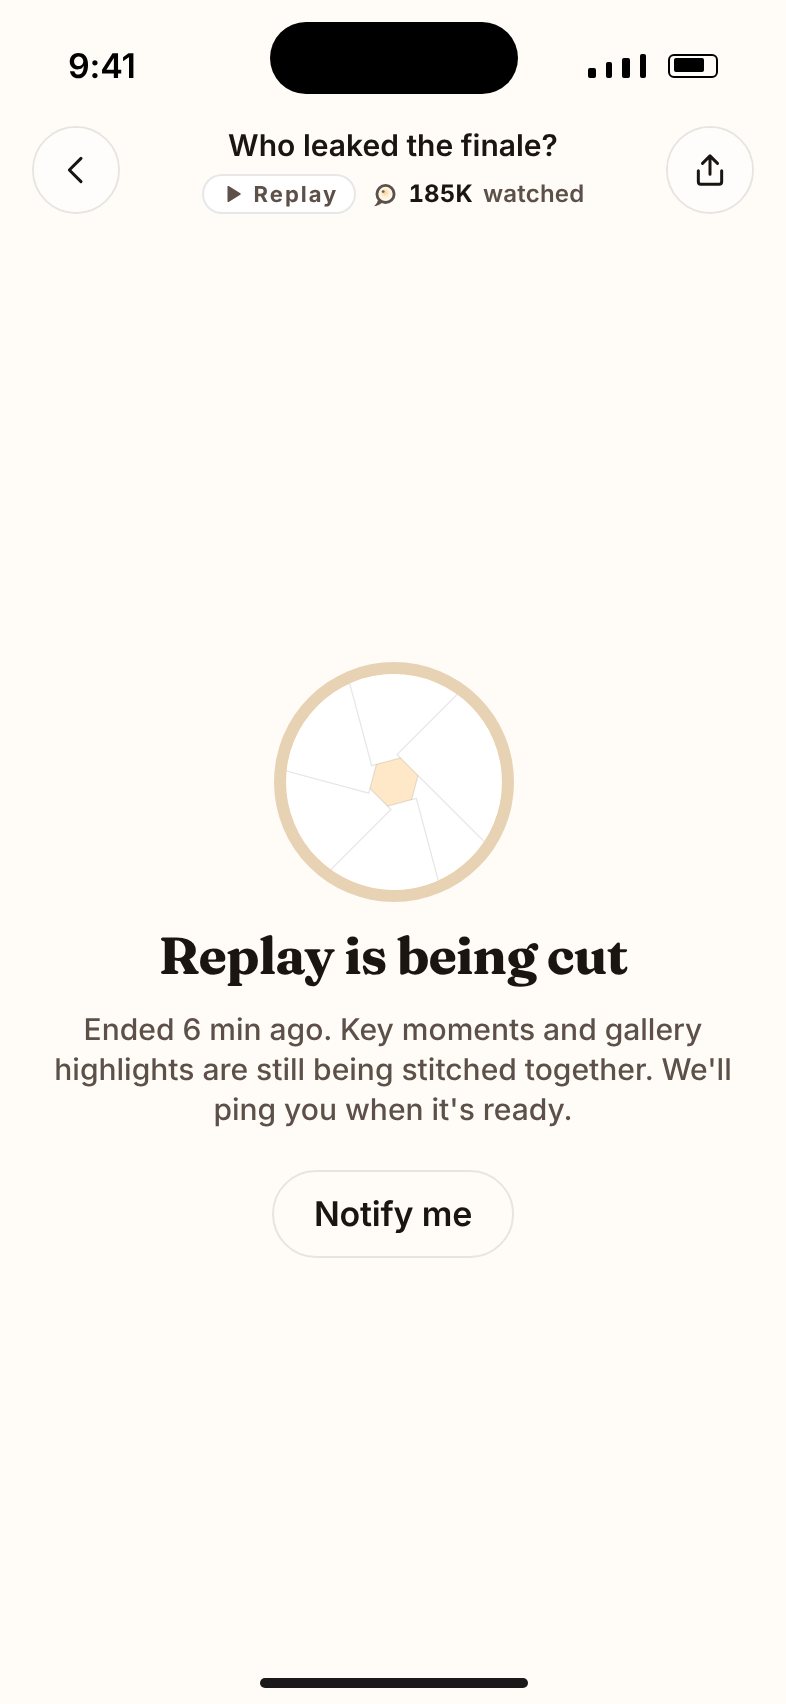 9:41
Who leaked the finale?
Replay 185K watched
Replay is being cut
Ended 6 min ago. Key moments and gallery
highlights are still being stitched together. We'll
ping you when it's ready.
Notify me